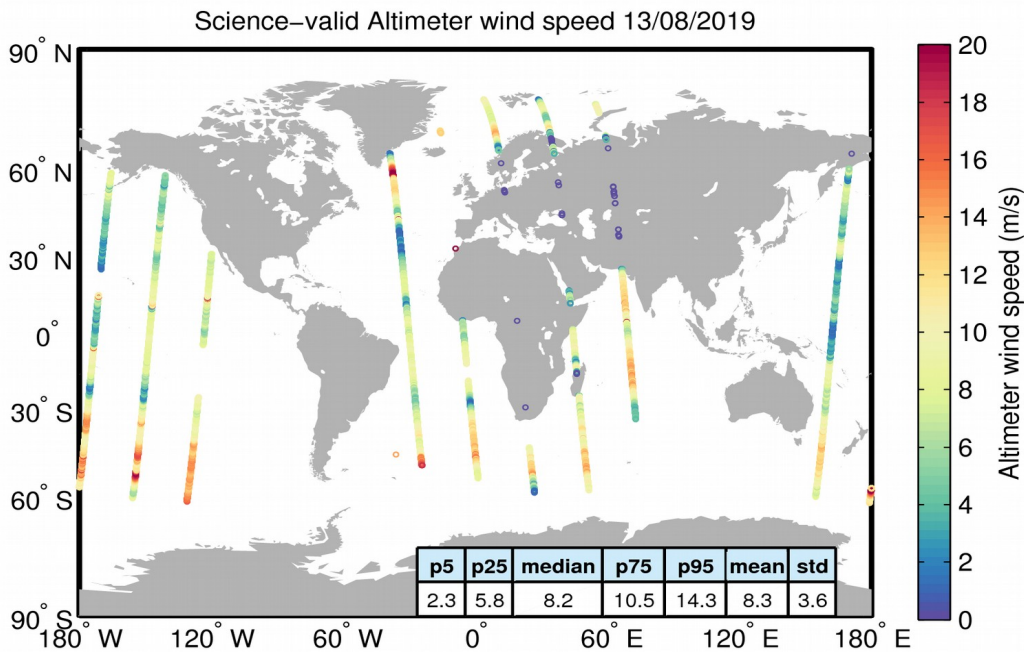 Science-valid Altimeter wind speed 13/08/2019
90° N
60° N
30° N
0°
30° S
60° S
90° S
180° W
120° W
60° W
0°
60° E
120° E
180° E
p5 p25 median p75 p95 mean std
2.3 5.8 8.2 10.5 14.3 8.3 3.6
20
18
16
14
12
10
8
6
4
2
0
Altimeter wind speed (m/s)